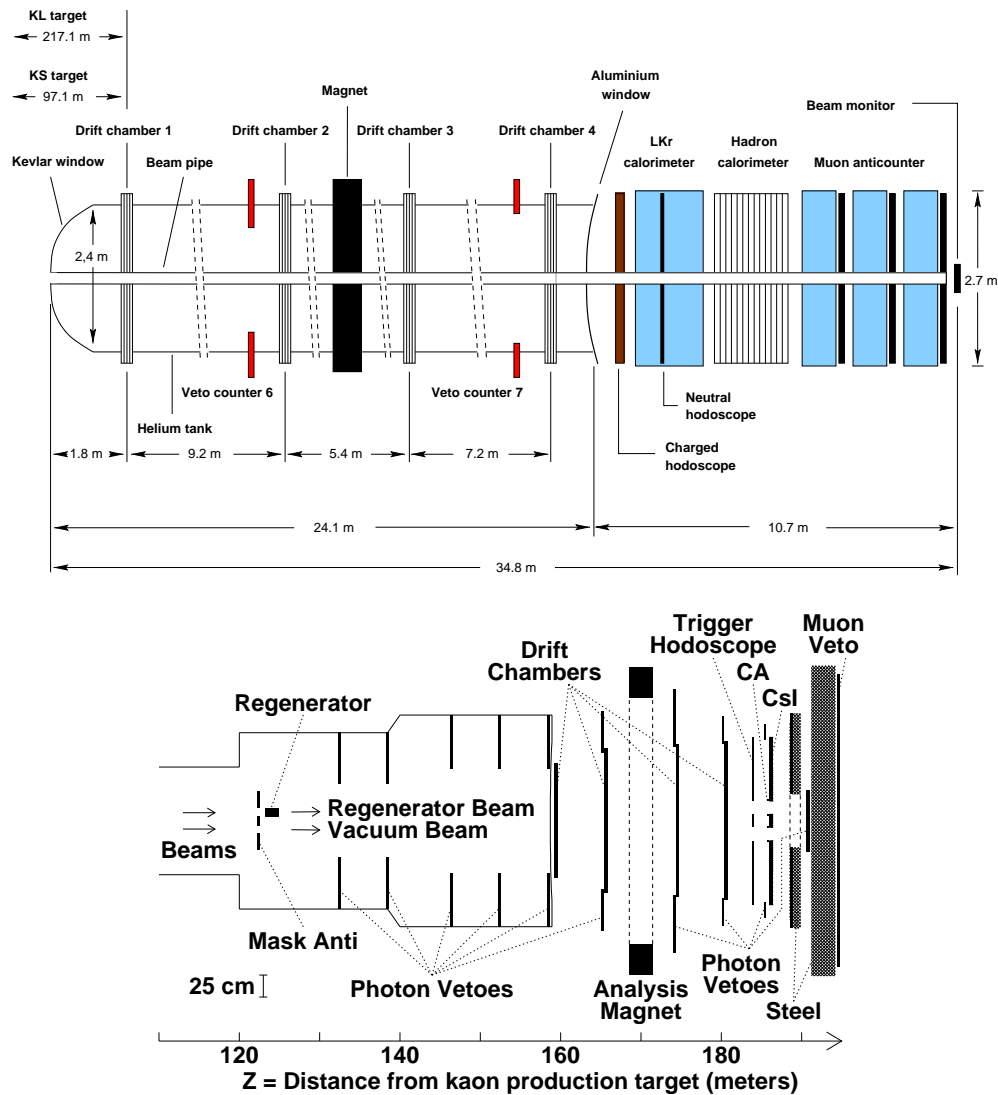 KL target
217.1 m
KS target
97.1 m
Magnet
Aluminium
window
Beam monitor
Drift chamber 1
Drift chamber 2
Drift chamber 3
Drift chamber 4
LKr
calorimeter
Hadron
calorimeter
Muon anticounter
Kevlar window
Beam pipe
2,4 m
2.7 m
Veto counter 6
Veto counter 7
Neutral
hodoscope
Helium tank
Charged
hodoscope
1.8 m
9.2 m
5.4 m
7.2 m
24.1 m
10.7 m
34.8 m
Drift
Chambers
Trigger
Hodoscope
Muon
Veto
CA
CsI
Regenerator
Regenerator Beam
Vacuum Beam
Beams
Mask Anti
25 cm
Photon Vetoes
Analysis
Magnet
Photon
Vetoes
Steel
120
140
160
180
Z = Distance from kaon production target (meters)